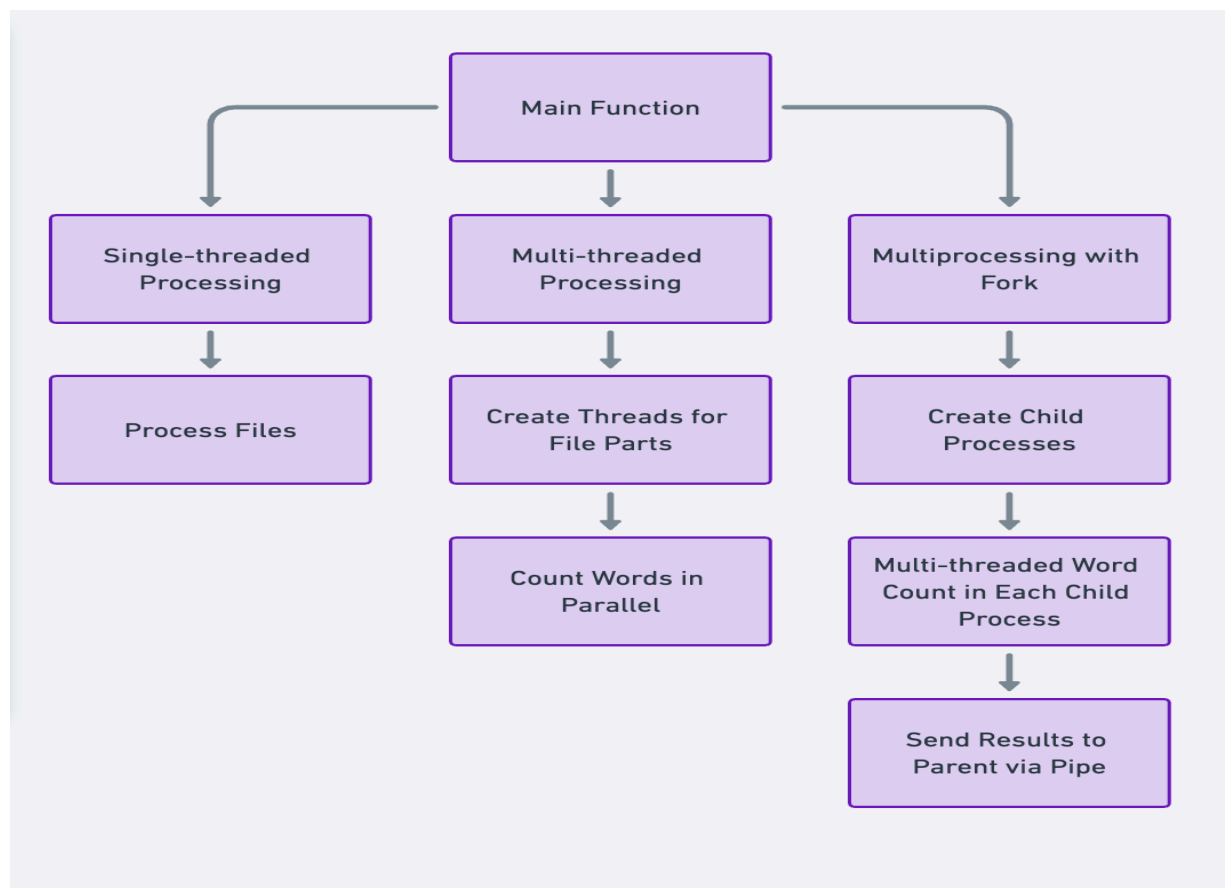 Main Function
Single-threaded
Processing
Multi-threaded
Processing
Multiprocessing with
Fork
Process Files
Create Threads for
File Parts
Create Child
Processes
Count Words in
Parallel
Multi-threaded Word
Count in Each Child
Process
Send Results to
Parent via Pipe